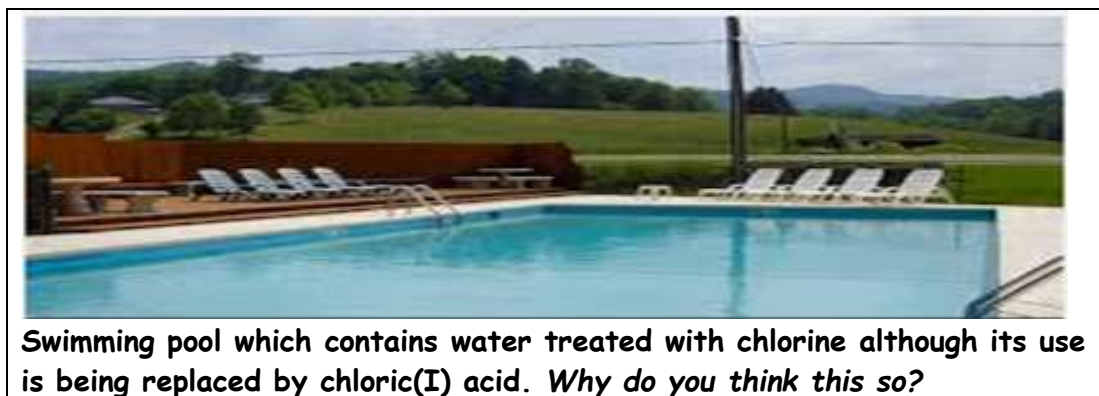 Swimming pool which contains water treated with chlorine although its use
is being replaced by chloric(I) acid. Why do you think this so?